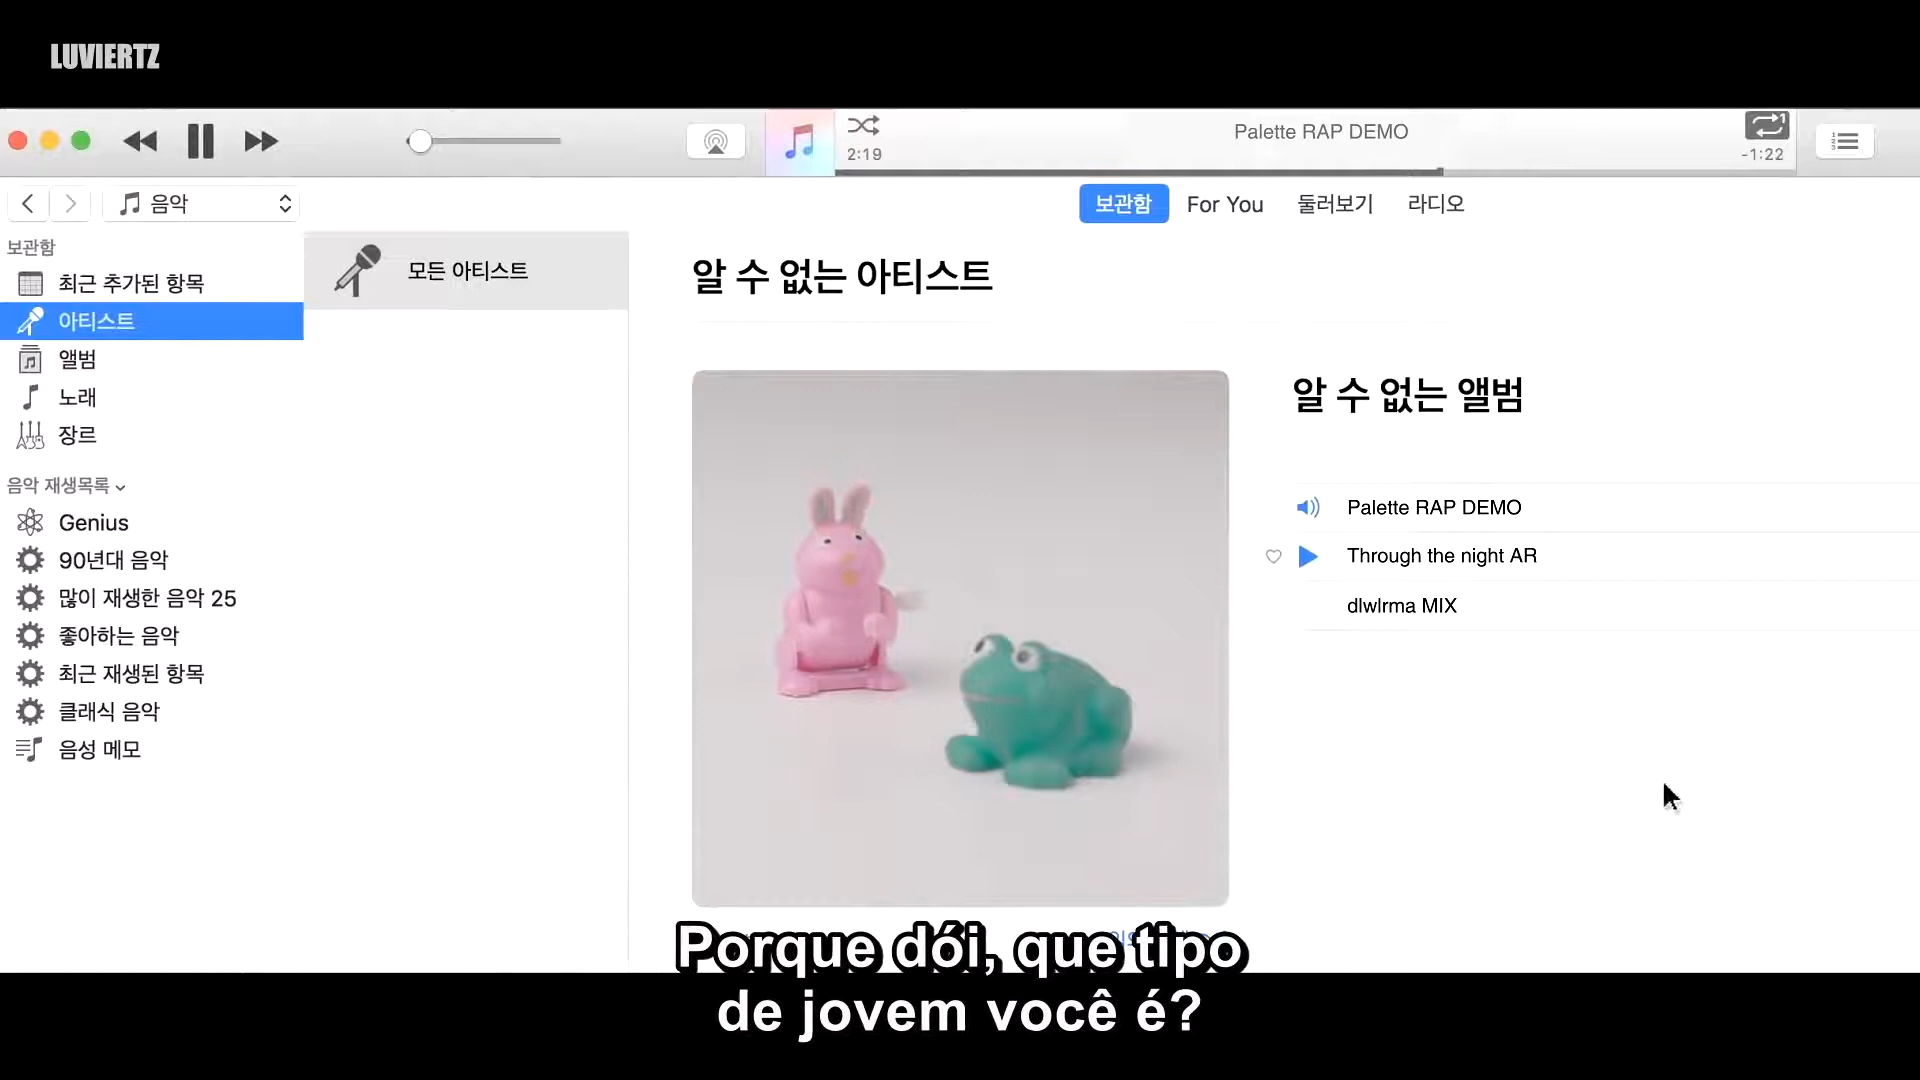 LUVIERTZ
Palette RAP DEMO
2:19
-1:22
음악
보관함
For You
둘러보기
라디오
보관함
최근 추가된 항목
아티스트
앨범
노래
장르
음악 재생목록
Genius
90년대 음악
많이 재생한 음악 25
좋아하는 음악
최근 재생된 항목
클래식 음악
음성 메모
모든 아티스트
알 수 없는 아티스트
알 수 없는 앨범
Palette RAP DEMO
Through the night AR
dlwlrma MIX
Porque dói, que tipo
de jovem você é?